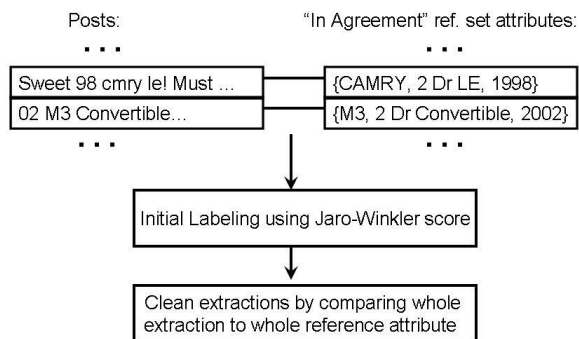 Posts:
“In Agreement” ref. set attributes:
. . .
. . .
Sweet 98 cmry le! Must ...
{CAMRY, 2 Dr LE, 1998}
02 M3 Convertible...
{M3, 2 Dr Convertible, 2002}
. . .
. . .
Initial Labeling using Jaro-Winkler score
Clean extractions by comparing whole
extraction to whole reference attribute